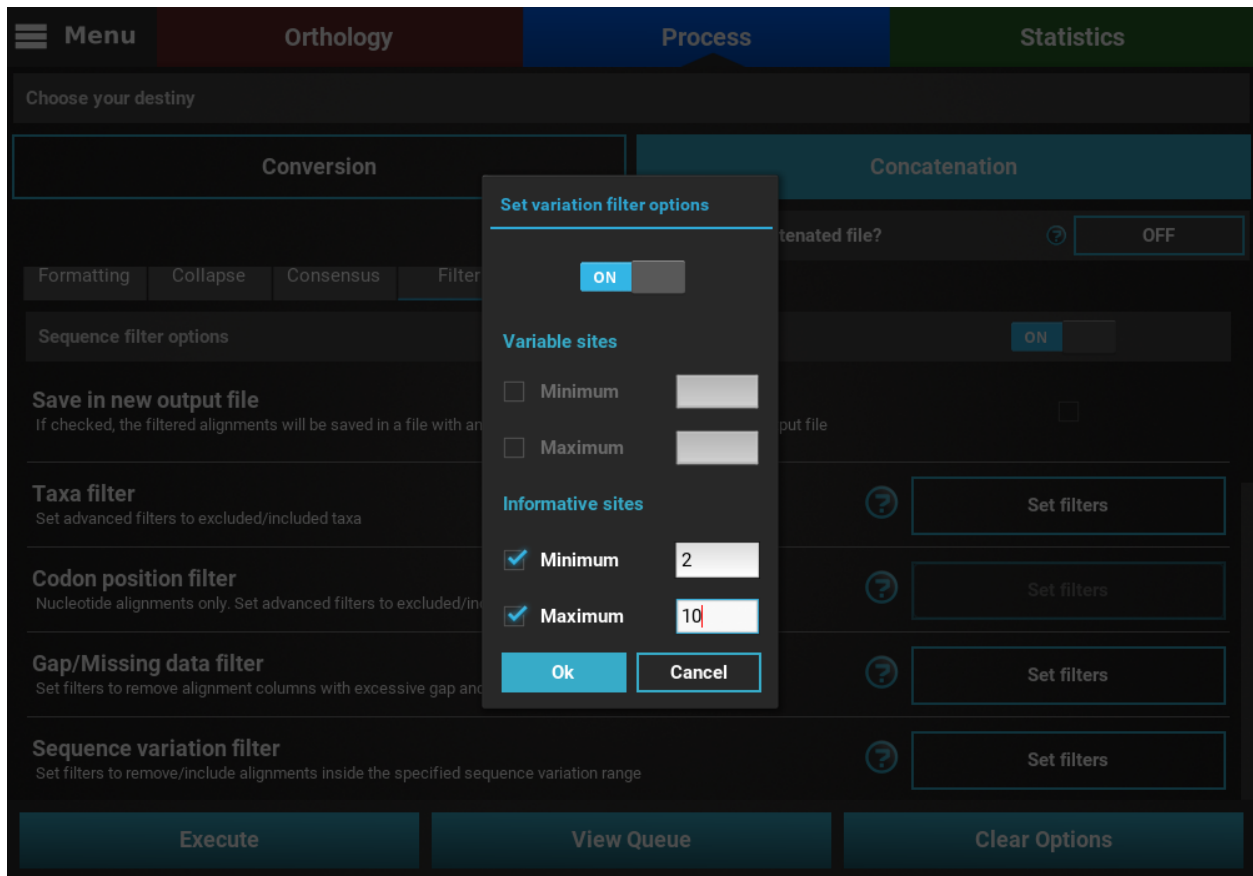 Menu
Orthology
Process
Statistics
Choose your destiny
Conversion
Concatenation
tenated file?
?
OFF
Formatting
Collapse
Consensus
Filter
Sequence filter options
ON
Save in new output file
If checked, the filtered alignments will be saved in a file with an
put file
Taxa filter
Set advanced filters to excluded/included taxa
?
Set filters
Codon position filter
Nucleotide alignments only. Set advanced filters to excluded/in
?
Set filters
Gap/Missing data filter
Set filters to remove alignment columns with excessive gap and
?
Set filters
Sequence variation filter
Set filters to remove/include alignments inside the specified sequence variation range
?
Set filters
Execute
View Queue
Clear Options
Set variation filter options
ON
Variable sites
Minimum
Maximum
Informative sites
Minimum
2
Maximum
10
Ok
Cancel